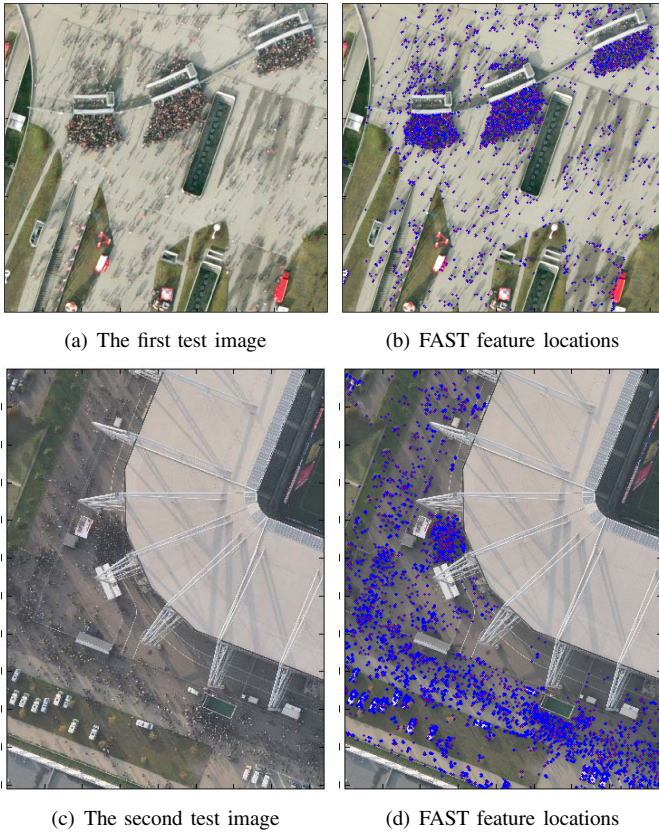 (a) The first test image
(b) FAST feature locations
(c) The second test image
(d) FAST feature locations